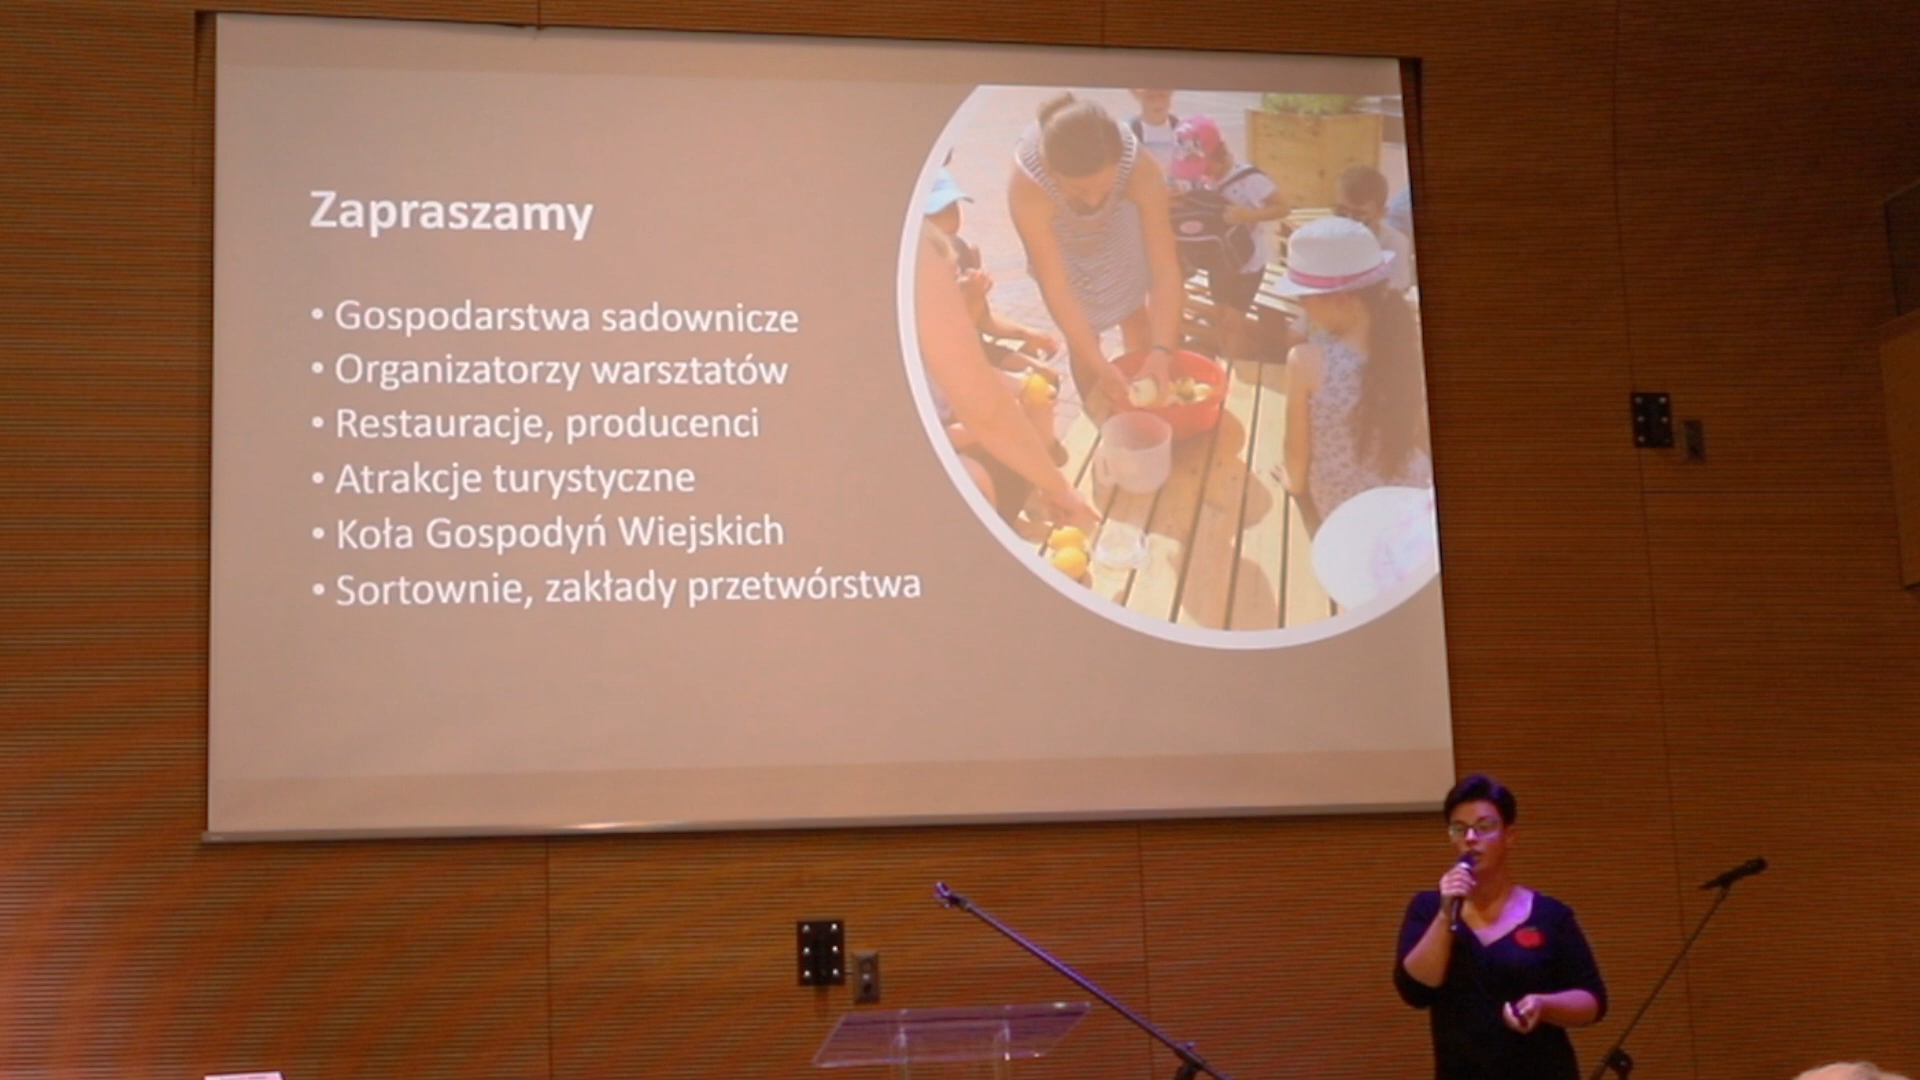 Zapraszamy
• Gospodarstwa sadownicze
• Organizatorzy warsztatów
• Restauracje, producenci
• Atrakcje turystyczne
• Koła Gospodyń Wiejskich
• Sortownie, zakłady przetwórstwa